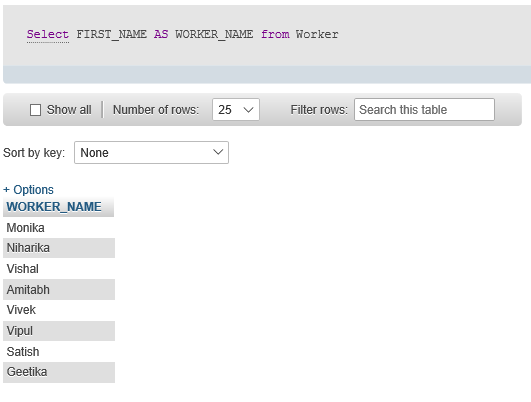 Select FIRST_NAME AS WORKER_NAME from Worker
Show all Number of rows: 25 Filter rows: Search this table
Sort by key: None
+ Options
WORKER_NAME
Monika
Niharika
Vishal
Amitabh
Vivek
Vipul
Satish
Geetika